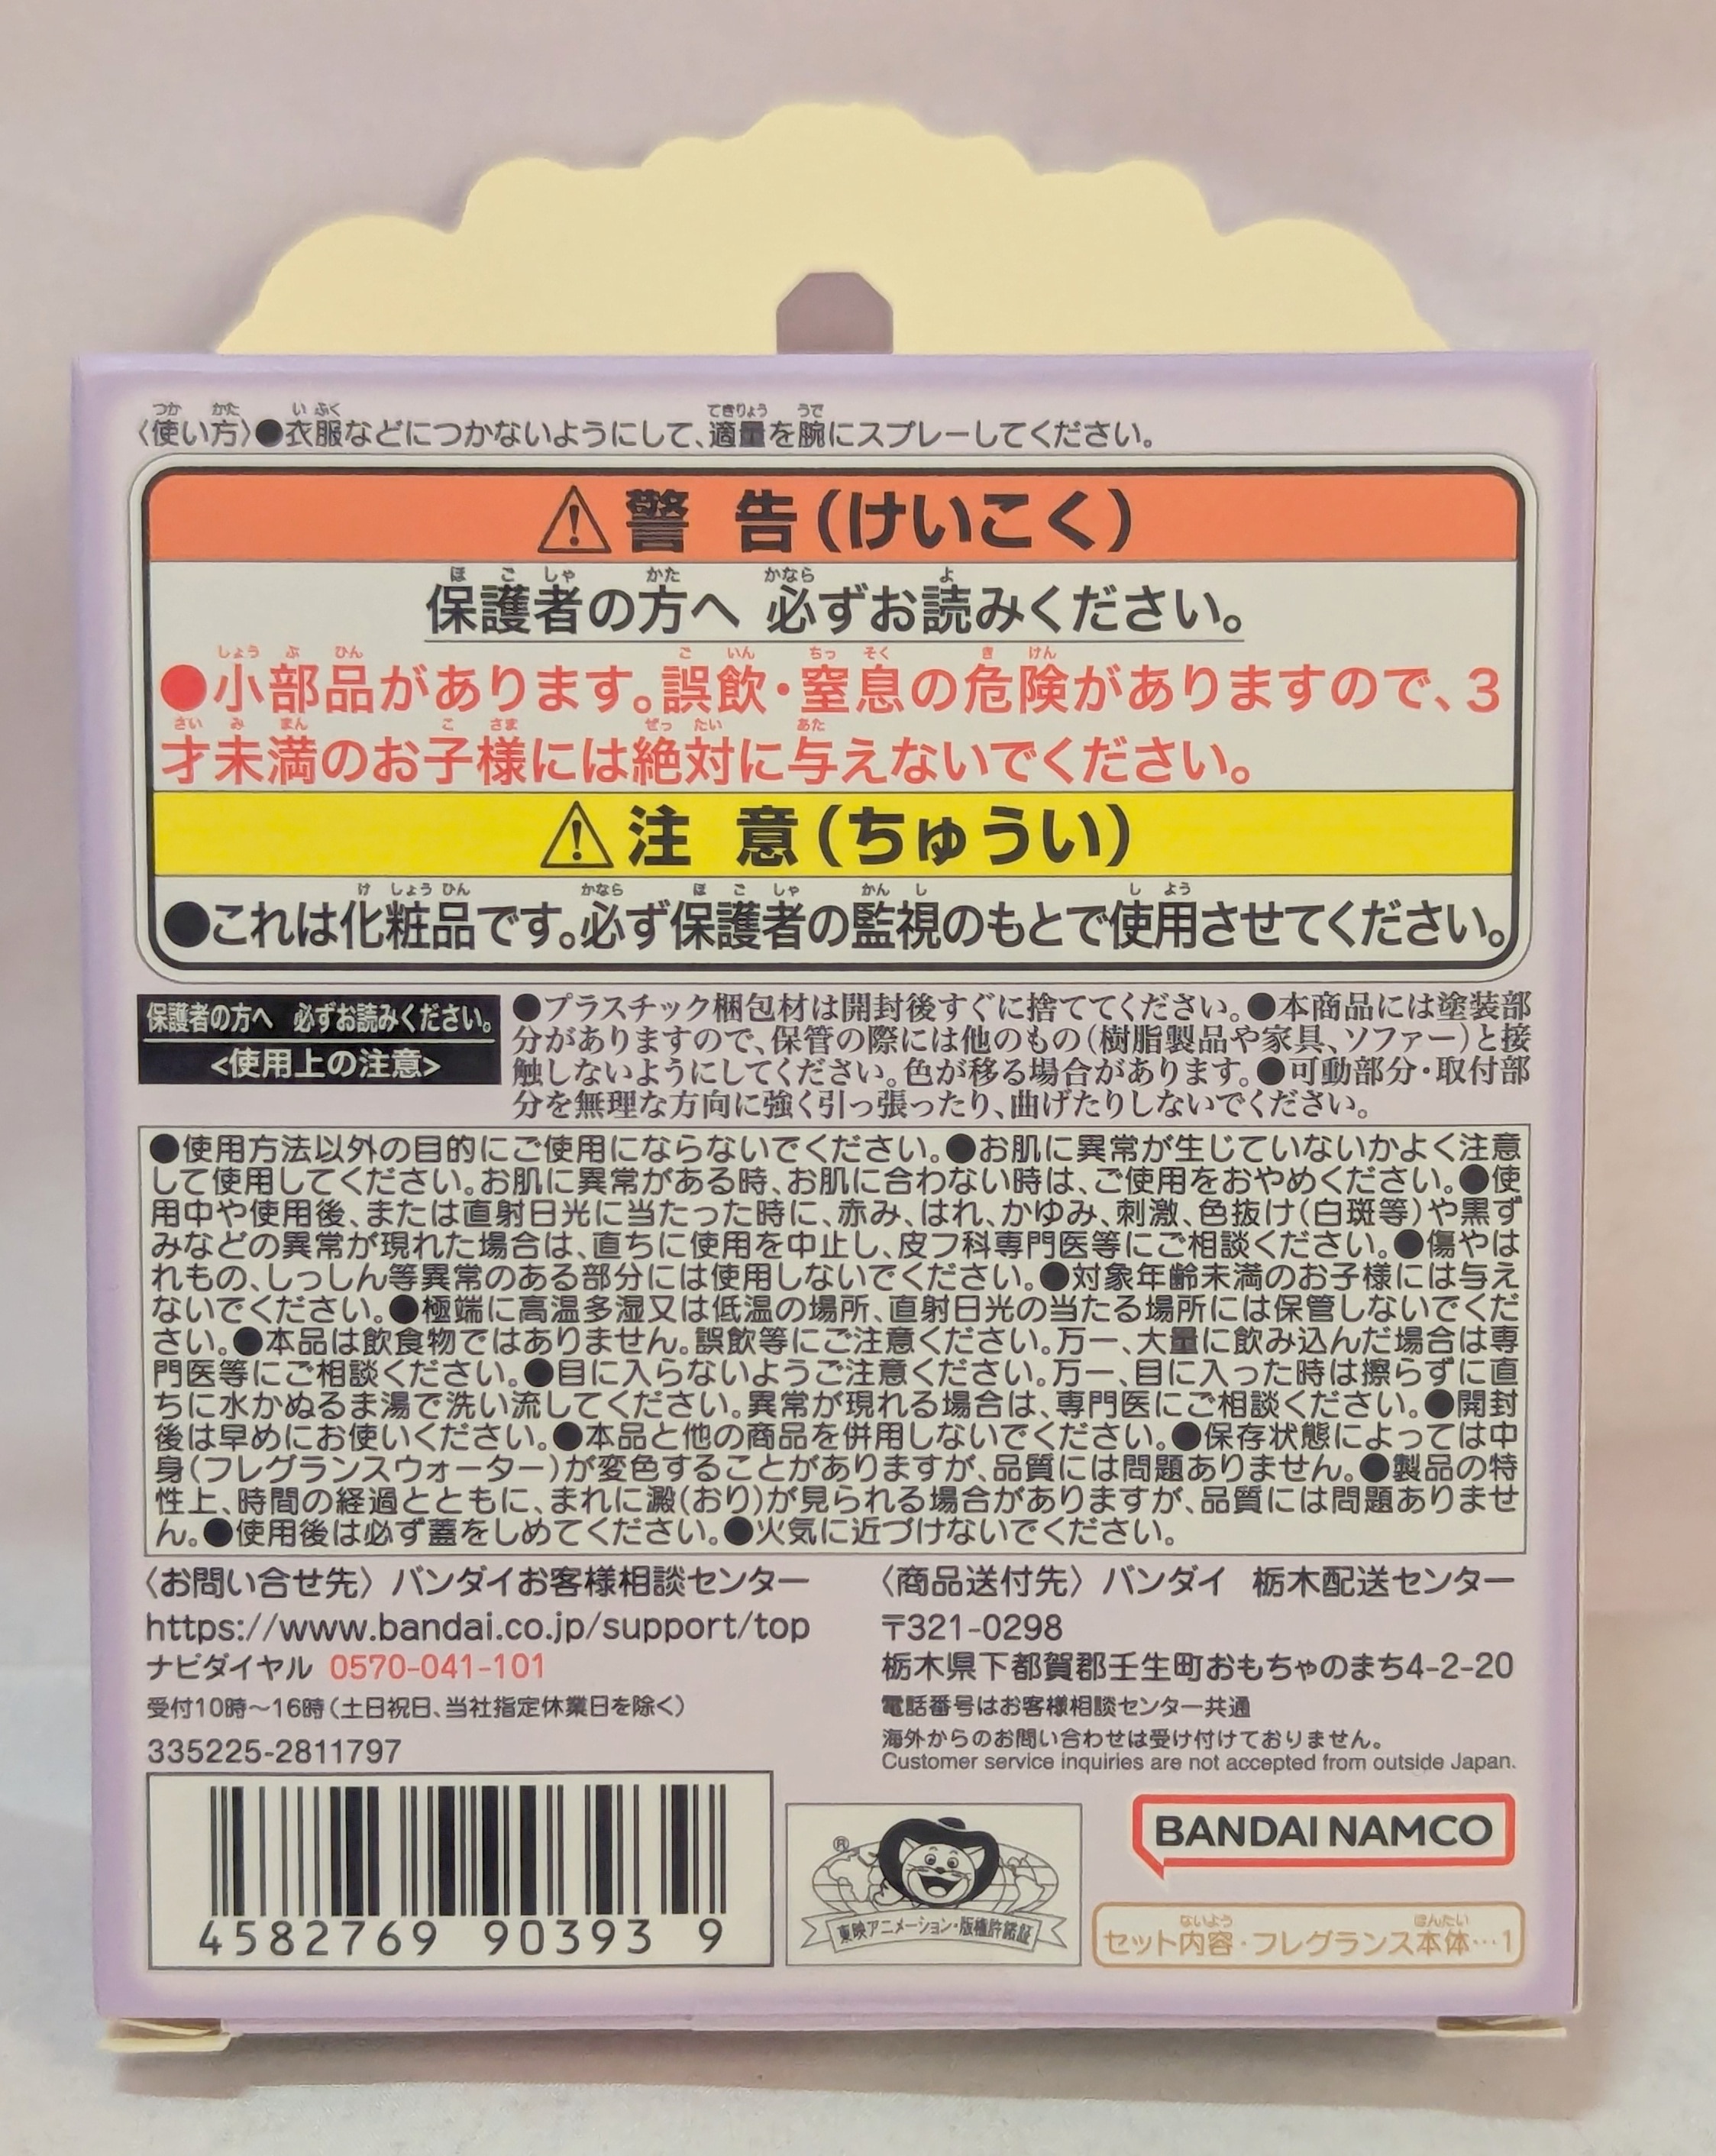 〈使い方〉●衣服などにつかないようにして、適量を腕にスプレーしてください。
警 告（けいこく）
保護者の方へ 必ずお読みください。
●小部品があります。誤飲・窒息の危険がありますので、3
才未満のお子様には絶対に与えないでください。
注 意（ちゅうい）
●これは化粧品です。必ず保護者の監視のもとで使用させてください。
保護者の方へ 必ずお読みください。
<使用上の注意>
●プラスチック梱包材は開封後すぐに捨ててください。●本商品には塗装部
分がありますので、保管の際には他のもの（樹脂製品や家具、ソファー）と接
触しないようにしてください。色が移る場合があります。●可動部分・取付部
分を無理な方向に強く引っ張ったり、曲げたりしないでください。
●使用方法以外の目的にご使用にならないでください。●お肌に異常が生じていないかよく注意
して使用してください。お肌に異常がある時、お肌に合わない時は、ご使用をおやめください。●使
用中や使用後、または直射日光に当たった時に、赤み、はれ、かゆみ、刺激、色抜け（白斑等）や黒ず
みなどの異常が現れた場合は、直ちに使用を中止し、皮フ科専門医等にご相談ください。●傷やは
れもの、しっしん等異常のある部分には使用しないでください。●対象年齢未満のお子様には与え
ないでください。●極端に高温多湿又は低温の場所、直射日光の当たる場所には保管しないでくだ
さい。●本品は飲食物ではありません。誤飲等にご注意ください。万一、大量に飲み込んだ場合は専
門医等にご相談ください。●目に入らないようご注意ください。万一、目に入った時は擦らずに直
ちに水かぬるま湯で洗い流してください。異常が現れる場合は、専門医にご相談ください。●開封
後は早めにお使いください。●本品と他の商品を併用しないでください。●保存状態によっては中
身（フレグランスウォーター）が変色することがありますが、品質には問題ありません。●製品の特
性上、時間の経過とともに、まれに澱（おり）が見られる場合がありますが、品質には問題ありませ
ん。●使用後は必ず蓋をしめてください。●火気に近づけないでください。
〈お問い合せ先〉バンダイお客様相談センター
https://www.bandai.co.jp/support/top
ナビダイヤル 0570-041-101
受付10時～16時（土日祝日、当社指定休業日を除く）
335225-2811797
〈商品送付先〉バンダイ 栃木配送センター
〒321-0298
栃木県下都賀郡壬生町おもちゃのまち4-2-20
電話番号はお客様相談センター共通
海外からのお問い合わせは受け付けておりません。
Customer service inquiries are not accepted from outside Japan.
4582769 90393 9
®
東映アニメーション・版権許諾証
BANDAI NAMCO
セット内容・フレグランス本体…1